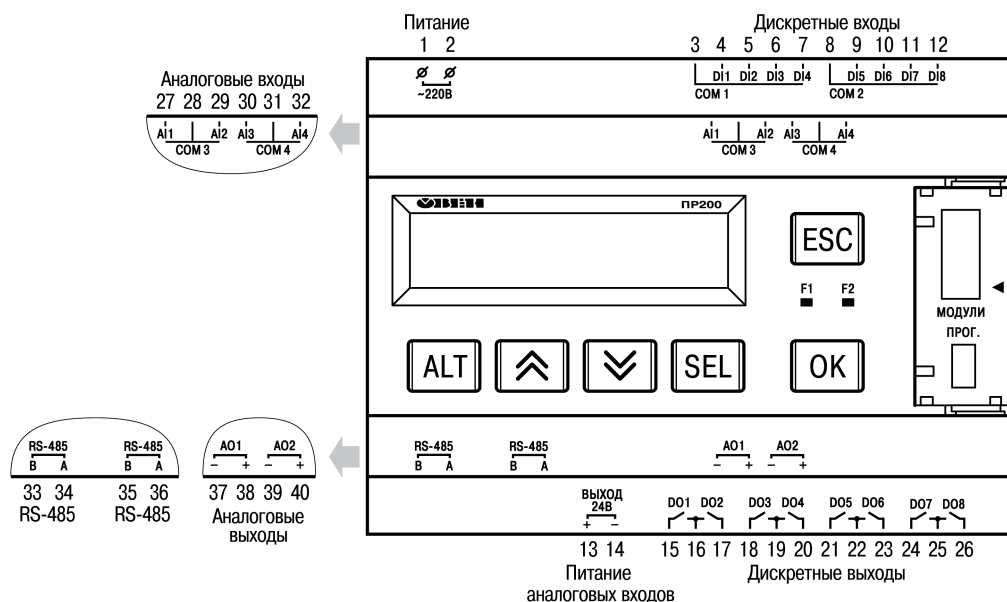 Питание
1 2
Дискретные входы
3 4 5 6 7 8 9 10 11 12
~220В
DI1 DI2 DI3 DI4 DI5 DI6 DI7 DI8
COM 1 COM 2
Аналоговые входы
27 28 29 30 31 32
AI1 AI2 AI3 AI4
COM 3 COM 4
AI1 AI2 AI3 AI4
COM 3 COM 4
ОВЕН ПР200
ESC
F1 F2
МОДУЛИ
ПРОГ.
ALT SEL OK
RS-485 RS-485
B A B A
33 34 35 36
RS-485 RS-485
AO1 AO2
– + – +
37 38 39 40
Аналоговые
выходы
RS-485 RS-485 AO1 AO2
B A B A – + – +
ВЫХОД
24В
+ –
DO1 DO2 DO3 DO4 DO5 DO6 DO7 DO8
13 14 15 16 17 18 19 20 21 22 23 24 25 26
Питание
аналоговых входов
Дискретные выходы